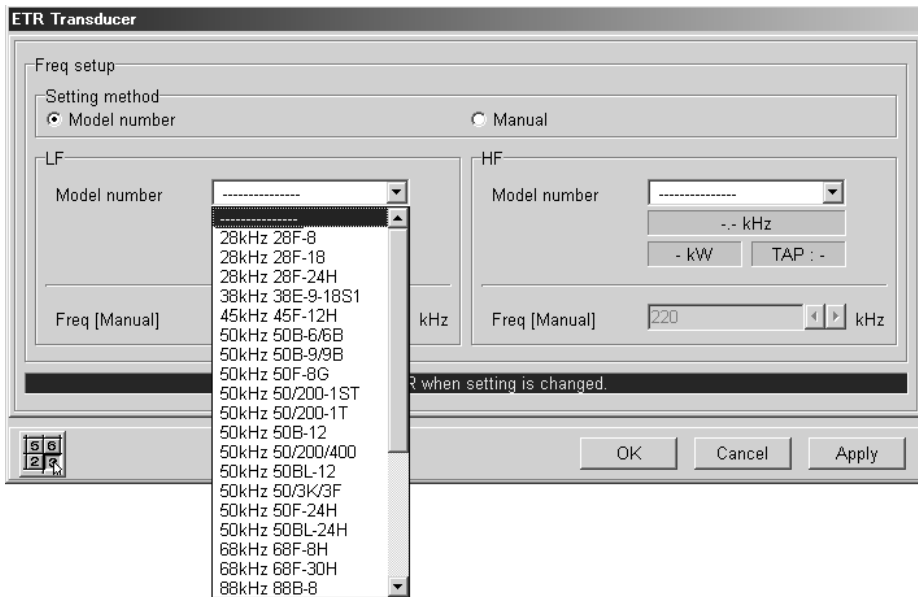 ETR Transducer
Freq setup
Setting method
Model number
Manual
LF
Model number
---------------
---------------
28kHz 28F-8
28kHz 28F-18
28kHz 28F-24H
38kHz 38E-9-18S1
45kHz 45F-12H
50kHz 50B-6/6B
50kHz 50B-9/9B
50kHz 50F-8G
50kHz 50/200-1ST
50kHz 50/200-1T
50kHz 50B-12
50kHz 50/200/400
50kHz 50BL-12
50kHz 50/3K/3F
50kHz 50F-24H
50kHz 50BL-24H
68kHz 68F-8H
68kHz 68F-30H
88kHz 88B-8
Freq [Manual]
kHz
HF
Model number
---------------
-.- kHz
- kW
TAP : -
Freq [Manual]
220
kHz
when setting is changed.
5 6
2
OK
Cancel
Apply